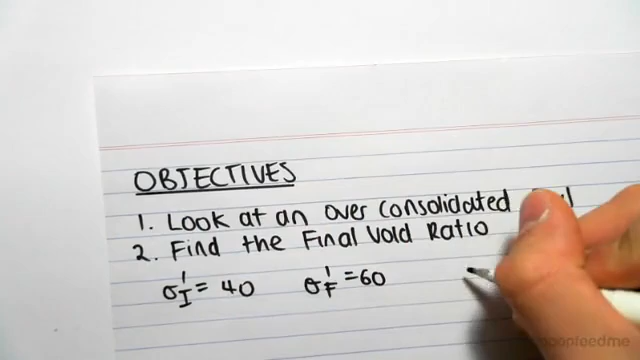 OBJECTIVES
1. Look at an over consolidated
2. Find the Final Void Ratio
σ'I = 40 σ'F = 60